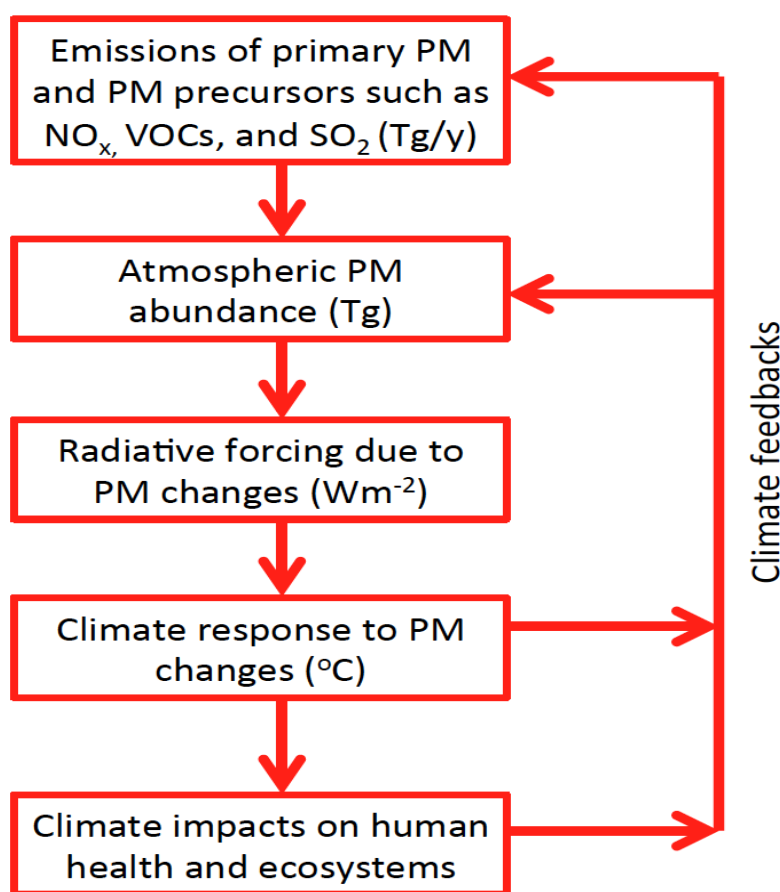 Emissions of primary PM
and PM precursors such as
NOₓ, VOCs, and SO₂ (Tg/y)
Atmospheric PM
abundance (Tg)
Radiative forcing due to
PM changes (Wm⁻²)
Climate response to PM
changes (ᵒC)
Climate impacts on human
health and ecosystems
Climate feedbacks